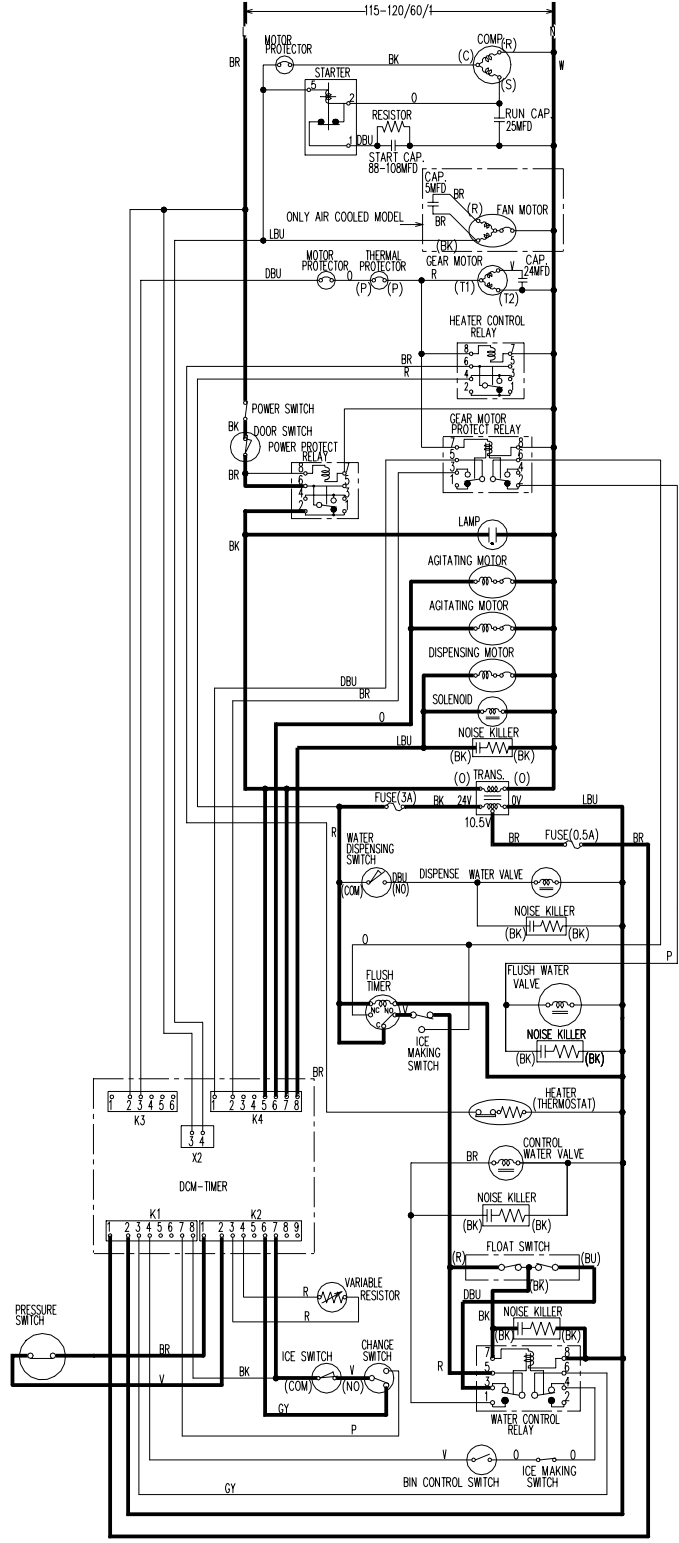 115-120/60/1
L
N
BR
MOTOR
PROTECTOR
BK
COMP.
(C)
(R)
(S)
W
STARTER
5
2
1
O
RESISTOR
DBU
START CAP.
88-108MFD
RUN CAP.
25MFD
CAP.
5MFD
BR
BR
(R)
FAN MOTOR
ONLY AIR COOLED MODEL
LBU
(BK)
DBU
MOTOR
PROTECTOR
O
THERMAL
PROTECTOR
(P)
(P)
R
GEAR MOTOR
(T1)
(T2)
V
CAP.
24MFD
HEATER CONTROL
RELAY
8 7
6 5
4 3
2 1
BR
R
POWER SWITCH
BK
DOOR SWITCH
POWER PROTECT
RELAY
BR
8 7
6 5
4 3
2 1
GEAR MOTOR
PROTECT RELAY
7 8
5 6
3 4
1 2
BK
LAMP
AGITATING MOTOR
AGITATING MOTOR
DISPENSING MOTOR
DBU
BR
SOLENOID
O
LBU
NOISE KILLER
(BK) (BK)
(O) TRANS. (O)
FUSE(3A)
BK
24V
0V
LBU
10.5V
R
BR
FUSE(0.5A)
BR
WATER
DISPENSING
SWITCH
(COM)
DBU
(NO)
DISPENSE WATER VALVE
NOISE KILLER
(BK) (BK)
O
P
FLUSH
TIMER
NC NO
C
V
FLUSH WATER
VALVE
ICE
MAKING
SWITCH
NOISE KILLER
(BK) (BK)
BR
HEATER
(THERMOSTAT)
1 2 3 4 5 6
K3
1 2 3 4 5 6 7 8
K4
3 4
X2
DCM-TIMER
BR
CONTROL
WATER VALVE
NOISE KILLER
(BK) (BK)
K1
K2
1 2 3 4 5 6 7 8
1 2 3 4 5 6 7 8 9
FLOAT SWITCH
(R)
(BU)
(BK)
DBU
R
R
VARIABLE
RESISTOR
BK
NOISE KILLER
(BK) (BK)
PRESSURE
SWITCH
BR
V
BK
ICE SWITCH
(COM)
V
(NO)
CHANGE
SWITCH
R
7 8
5 6
3 4
1 2
GY
P
WATER CONTROL
RELAY
V
O
O
BIN CONTROL SWITCH
ICE MAKING
SWITCH
GY